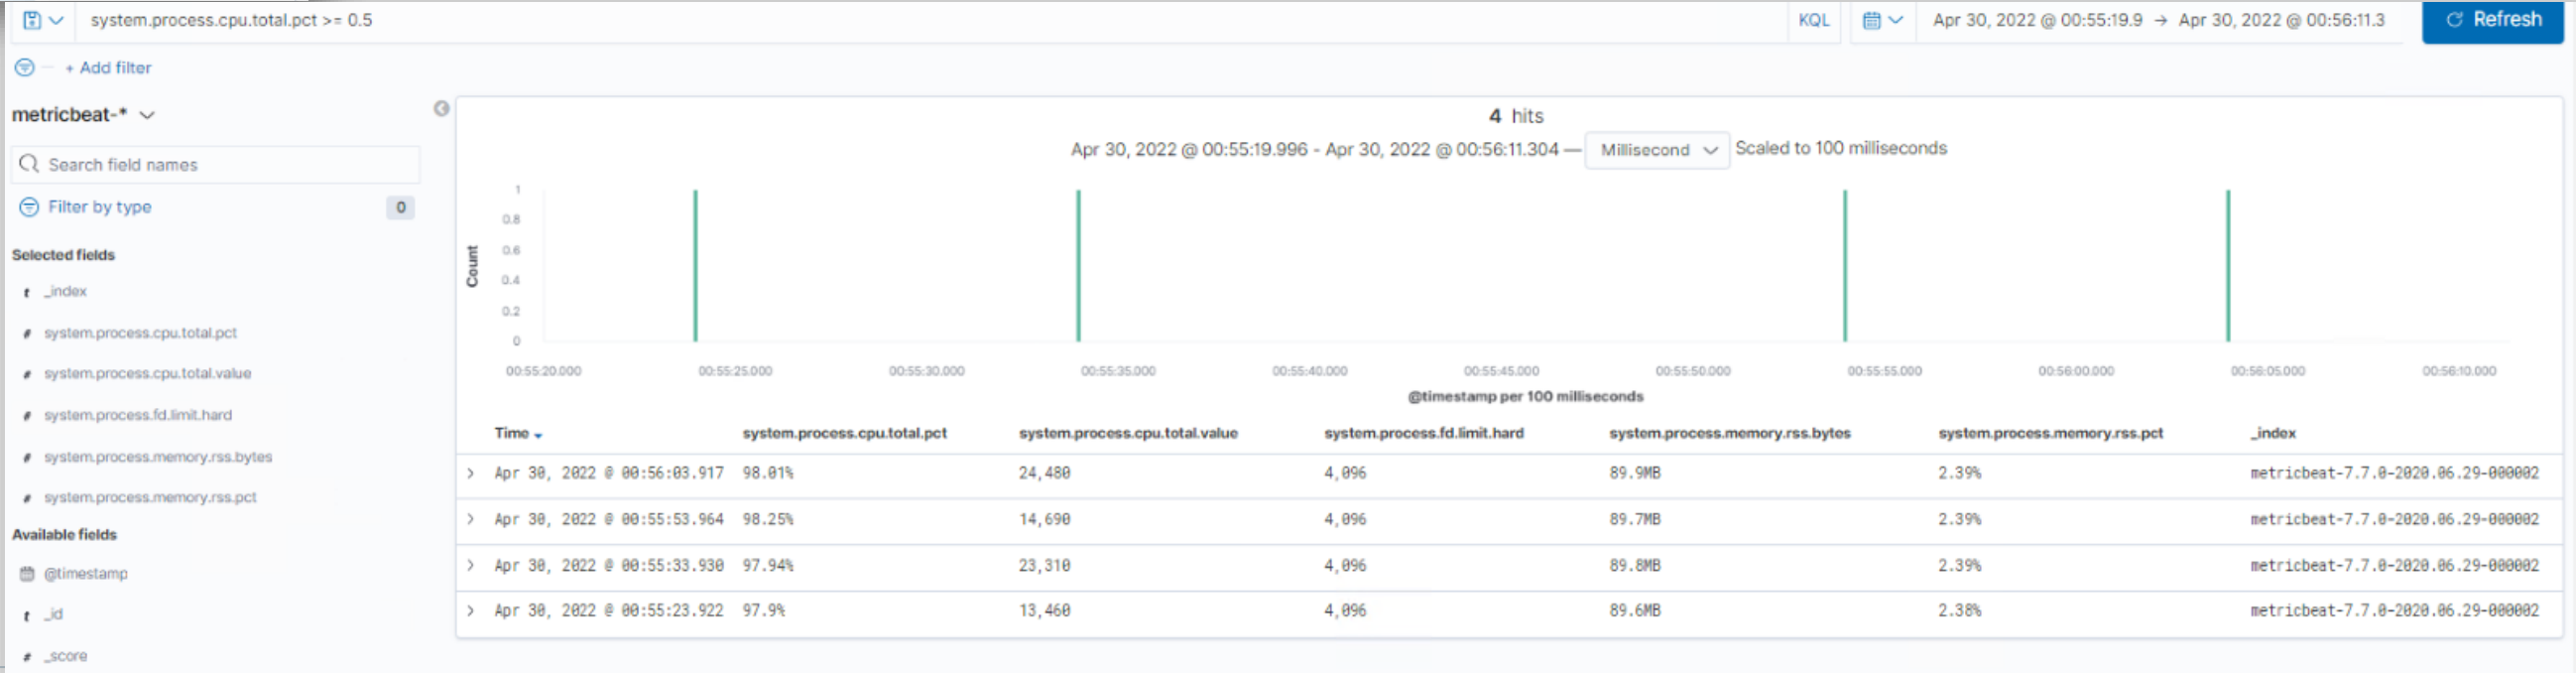 system.process.cpu.total.pct >= 0.5 KQL Apr 30, 2022 @ 00:55:19.9 → Apr 30, 2022 @ 00:56:11.3 Refresh
+ Add filter
metricbeat-*
Search field names
Filter by type 0
Selected fields
t _index
# system.process.cpu.total.pct
# system.process.cpu.total.value
# system.process.fd.limit.hard
# system.process.memory.rss.bytes
# system.process.memory.rss.pct
Available fields
@timestamp
t _id
# _score
4 hits
Apr 30, 2022 @ 00:55:19.996 - Apr 30, 2022 @ 00:56:11.304 — Millisecond Scaled to 100 milliseconds
Count
1
0.8
0.6
0.4
0.2
0
00:55:20.000 00:55:25.000 00:55:30.000 00:55:35.000 00:55:40.000 00:55:45.000 00:55:50.000 00:55:55.000 00:56:00.000 00:56:05.000 00:56:10.000
@timestamp per 100 milliseconds
Time system.process.cpu.total.pct system.process.cpu.total.value system.process.fd.limit.hard system.process.memory.rss.bytes system.process.memory.rss.pct _index
> Apr 30, 2022 @ 00:56:03.917 98.01% 24,480 4,096 89.9MB 2.39% metricbeat-7.7.0-2020.06.29-000002
> Apr 30, 2022 @ 00:55:53.964 98.25% 14,690 4,096 89.7MB 2.39% metricbeat-7.7.0-2020.06.29-000002
> Apr 30, 2022 @ 00:55:33.930 97.94% 23,310 4,096 89.8MB 2.39% metricbeat-7.7.0-2020.06.29-000002
> Apr 30, 2022 @ 00:55:23.922 97.9% 13,460 4,096 89.6MB 2.38% metricbeat-7.7.0-2020.06.29-000002